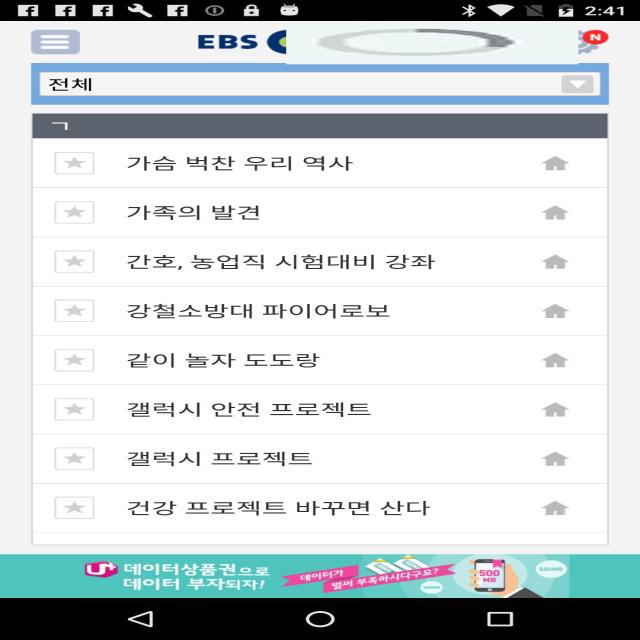 2:41
EBS
N
전체
ㄱ
가슴 벅찬 우리 역사
가족의 발견
간호, 농업직 시험대비 강좌
강철소방대 파이어로보
같이 놀자 도도랑
갤럭시 안전 프로젝트
갤럭시 프로젝트
건강 프로젝트 바꾸면 산다
U+ 데이터상품권으로
데이터 부자되자!
데이터가
벌써 부족하시다구요?
500
MB
500MB